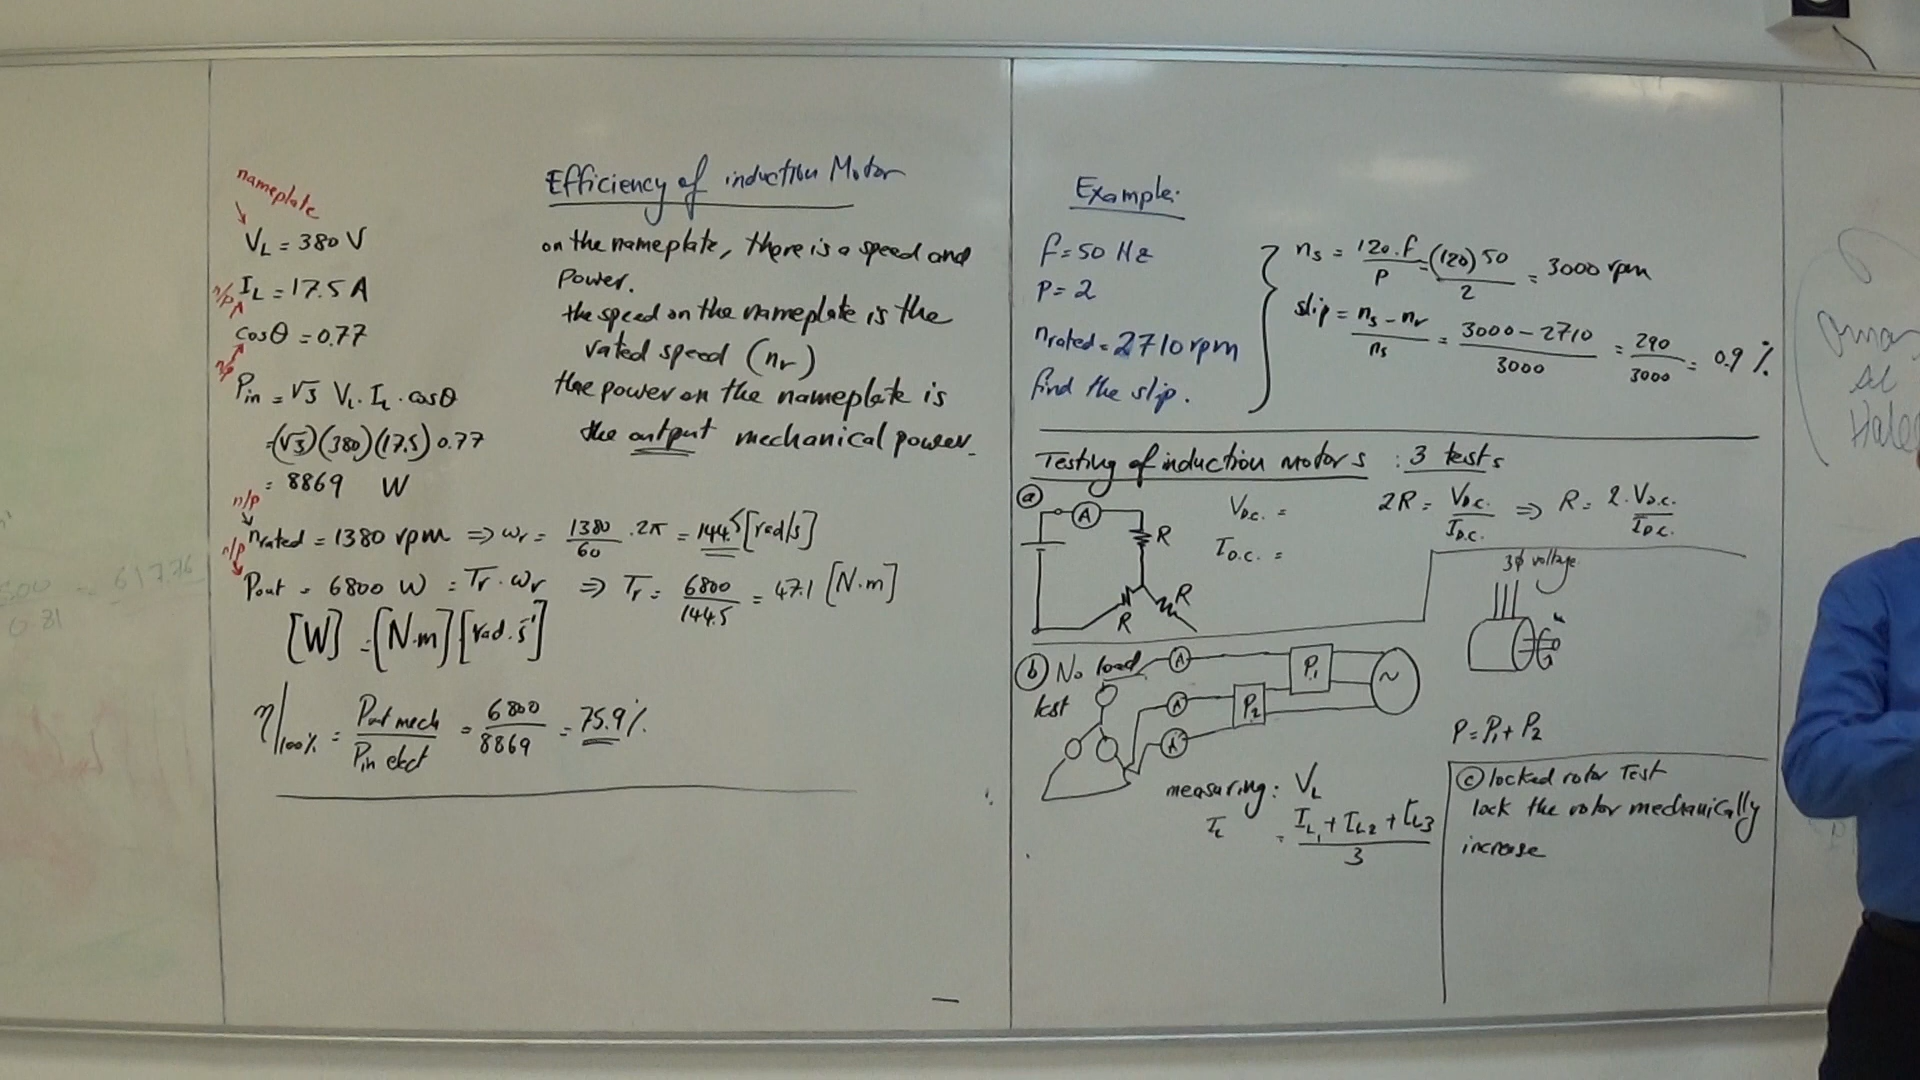 Efficiency of induction Motor
nameplate
V_L = 380 V
n/p I_L = 17.5 A
cosθ = 0.77
n/p
P_in = √3 V_L . I_L . cosθ
= (√3)(380)(17.5) 0.77
= 8869 W
on the nameplate, there is a speed and
power.
the speed on the nameplate is the
rated speed (n_r)
the power on the nameplate is
the output mechanical power.
n/p
n_rated = 1380 rpm ⇒ ω_r = 1380/60 . 2π = 144.5 [rad/s]
n/p
P_out = 6800 W = T_r . ω_r ⇒ T_r = 6800/144.5 = 47.1 [N.m]
[W] = [N.m] [rad.s^-1]
η|100% = P_out mech / P_in elect = 6800/8869 = 75.9 %
Example:
f = 50 Hz
P = 2
n_rated = 2710 rpm
find the slip.
n_s = 120.f / P = (120) 50 / 2 = 3000 rpm
slip = n_s - n_r / n_s = 3000 - 2710 / 3000 = 290/3000 = 0.9 %
Testing of induction motors : 3 tests
a
A
R
R
R
V_D.C. =
I_D.C. =
2R = V_D.C. / I_D.C. ⇒ R = 2.V_D.C. / I_D.C.
3φ voltage
b No load
test
A
A
A
P_1
P_2
~
P = P_1 + P_2
measuring: V_L
I_L = I_L1 + I_L2 + I_L3 / 3
c locked rotor Test
lock the rotor mechanically
increase